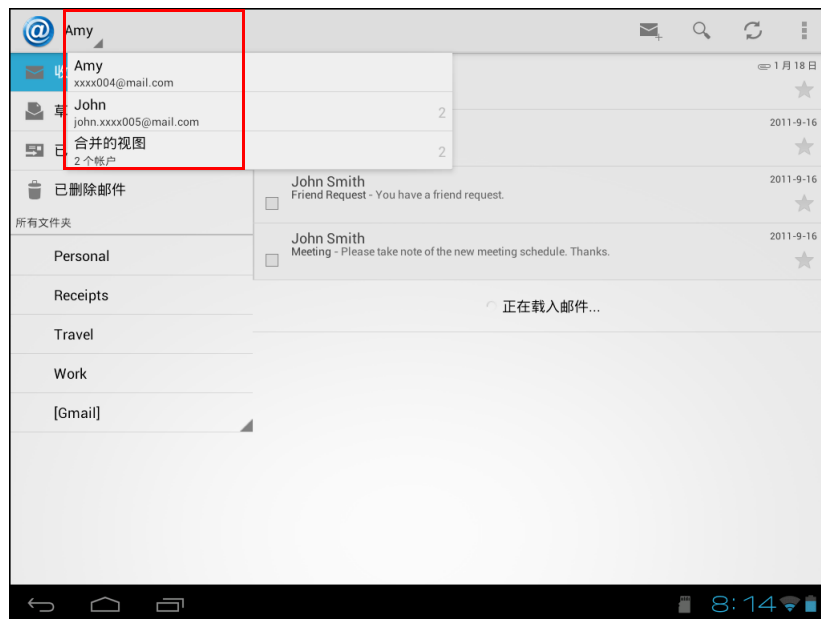 Amy
Amy
xxxx004@mail.com
John
john.xxxx005@mail.com
2
合并的视图
2 个帐户
2
收
草
已
已删除邮件
所有文件夹
Personal
Receipts
Travel
Work
[Gmail]
1 月 18 日
2011-9-16
John Smith
Friend Request - You have a friend request.
2011-9-16
John Smith
Meeting - Please take note of the new meeting schedule. Thanks.
2011-9-16
正在载入邮件...
8:14